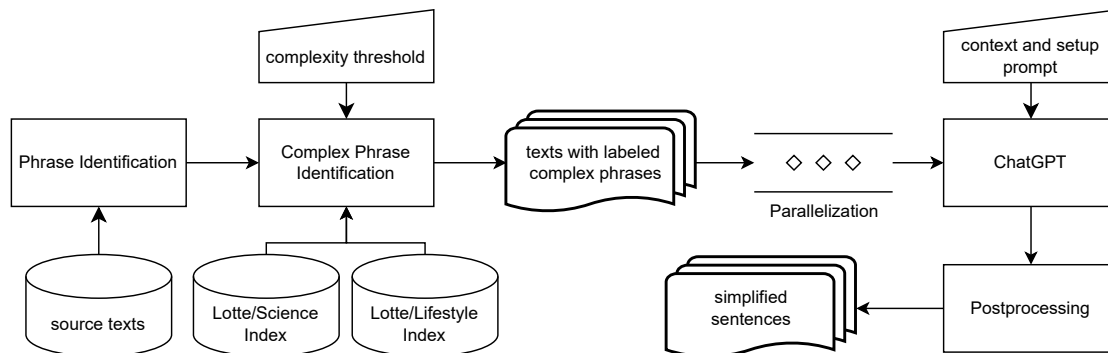 complexity threshold
context and setup
prompt
Phrase Identification
Complex Phrase
Identification
texts with labeled
complex phrases
Parallelization
ChatGPT
source texts
Lotte/Science
Index
Lotte/Lifestyle
Index
simplified
sentences
Postprocessing